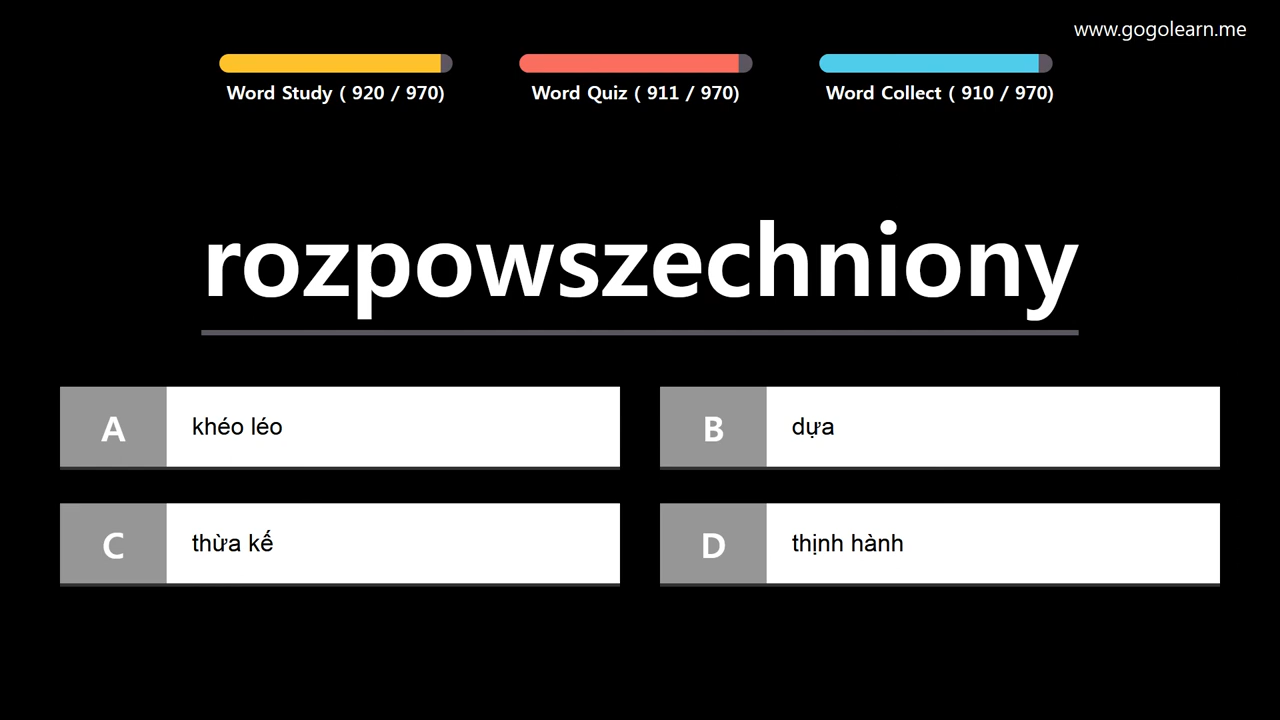 www.gogolearn.me
Word Study ( 920 / 970)
Word Quiz ( 911 / 970)
Word Collect ( 910 / 970)
rozpowszechniony
A khéo léo
B dựa
C thừa kế
D thịnh hành